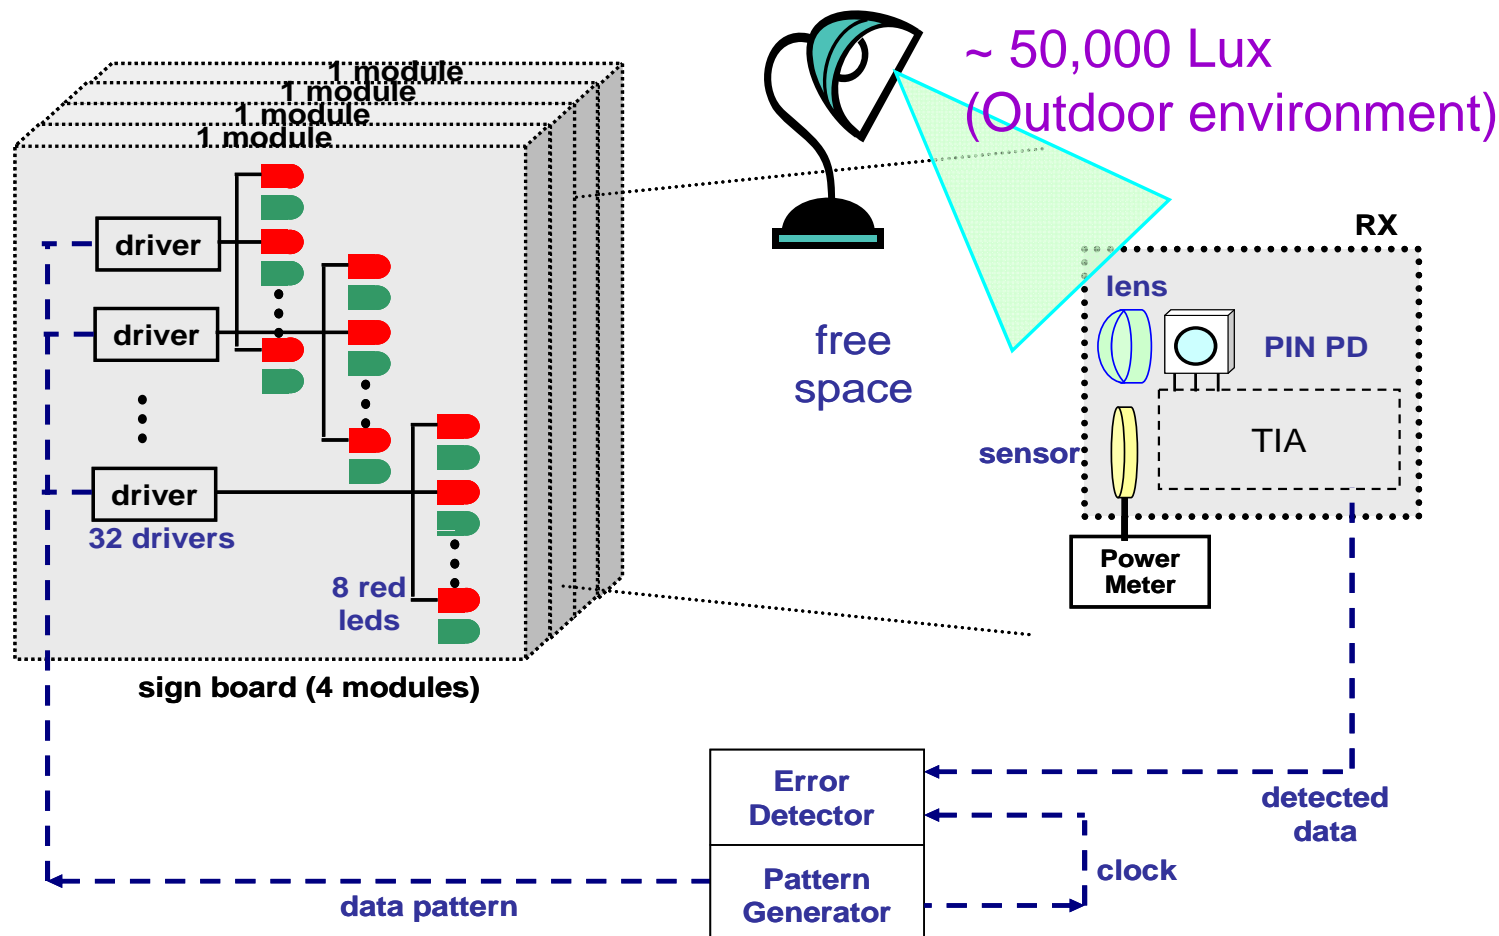 1 module
1 module
1 module
1 module
driver
driver
driver
32 drivers
8 red
leds
sign board (4 modules)
~ 50,000 Lux
(Outdoor environment)
free
space
RX
lens
PIN PD
TIA
sensor
Power
Meter
Error
Detector
Pattern
Generator
detected
data
clock
data pattern